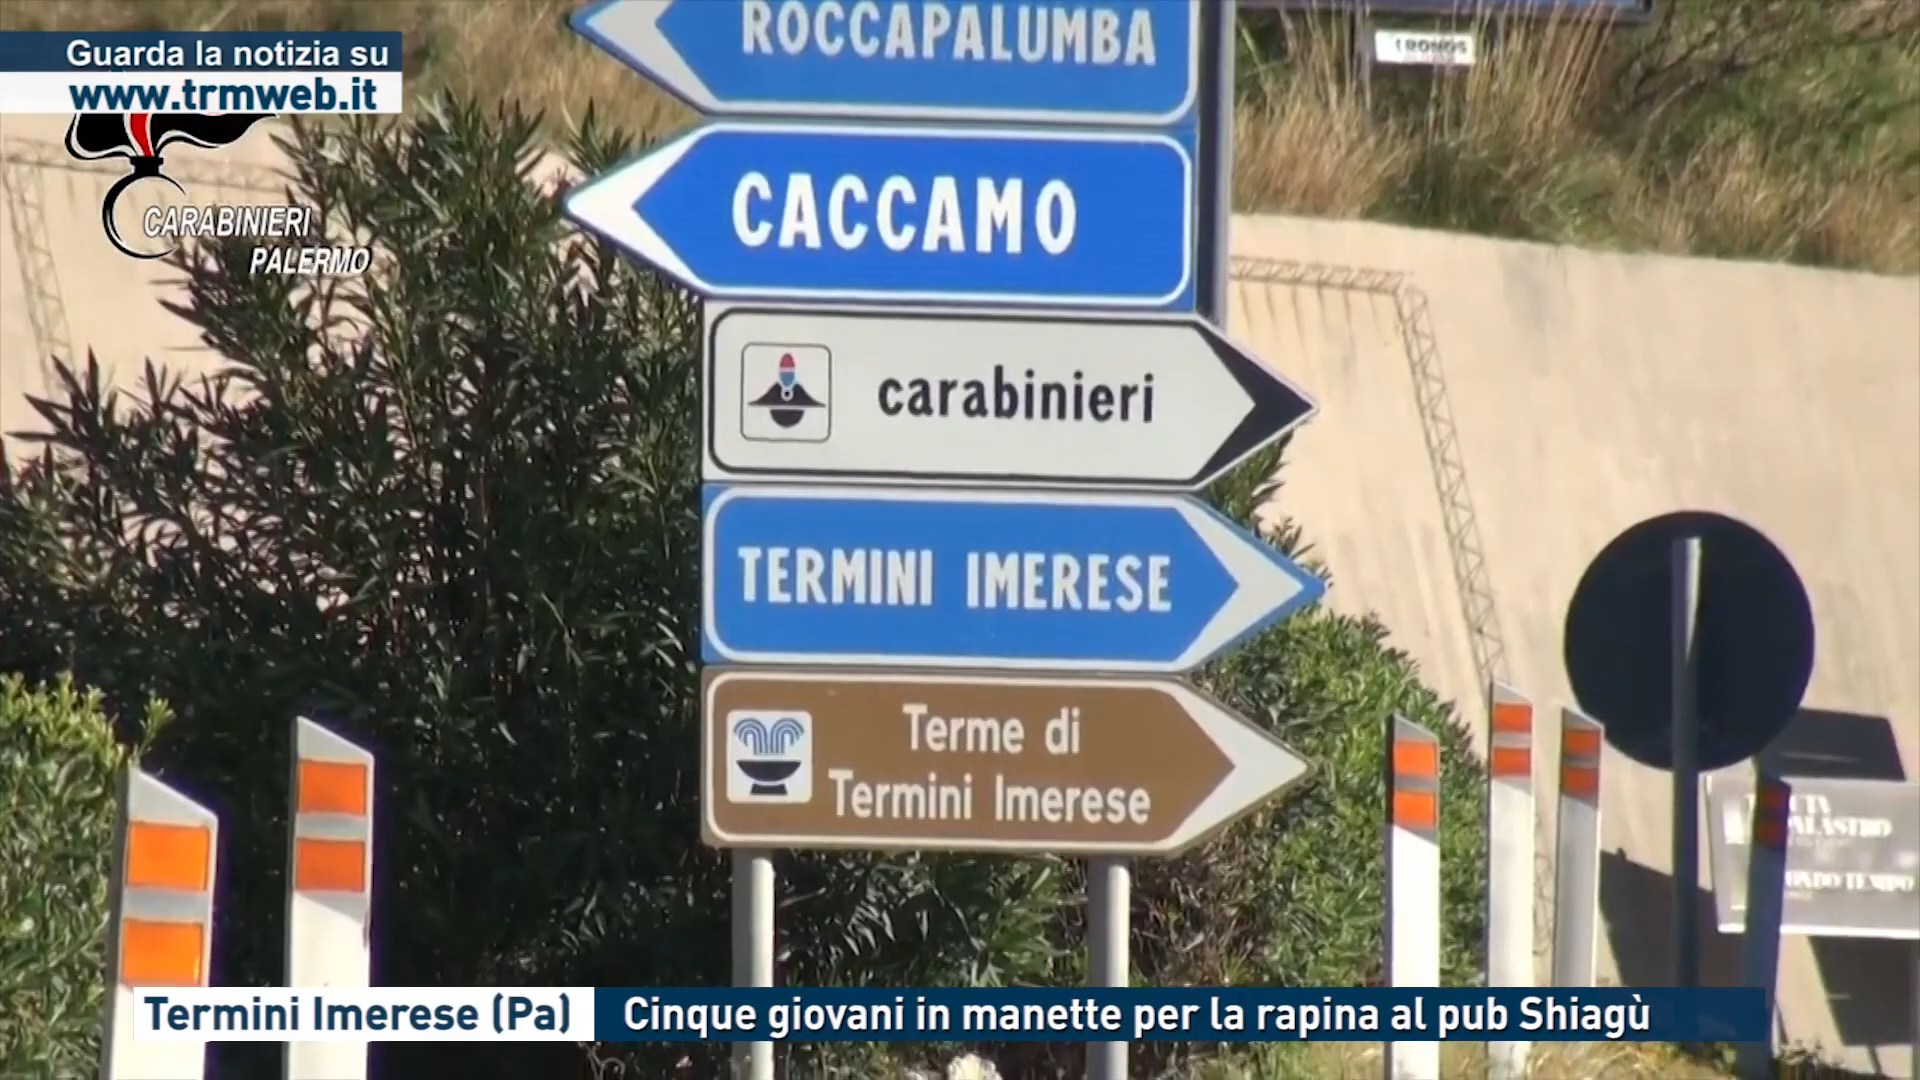 Guarda la notizia su
www.trmweb.it
CARABINIERI
PALERMO
ROCCAPALUMBA
CACCAMO
carabinieri
TERMINI IMERESE
Terme di
Termini Imerese
Termini Imerese (Pa)
Cinque giovani in manette per la rapina al pub Shiagù